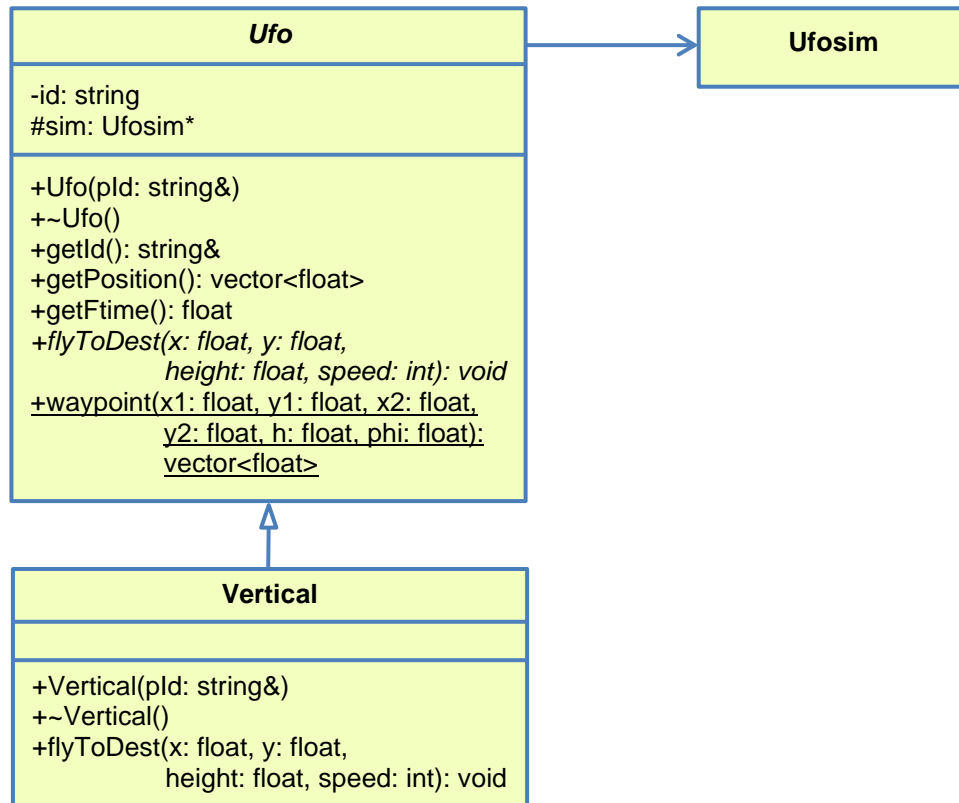 Ufo
Ufosim
-id: string
#sim: Ufosim*
+Ufo(pId: string&)
+~Ufo()
+getId(): string&
+getPosition(): vector<float>
+getFtime(): float
+flyToDest(x: float, y: float,
height: float, speed: int): void
+waypoint(x1: float, y1: float, x2: float,
y2: float, h: float, phi: float):
vector<float>
Vertical
+Vertical(pId: string&)
+~Vertical()
+flyToDest(x: float, y: float,
height: float, speed: int): void